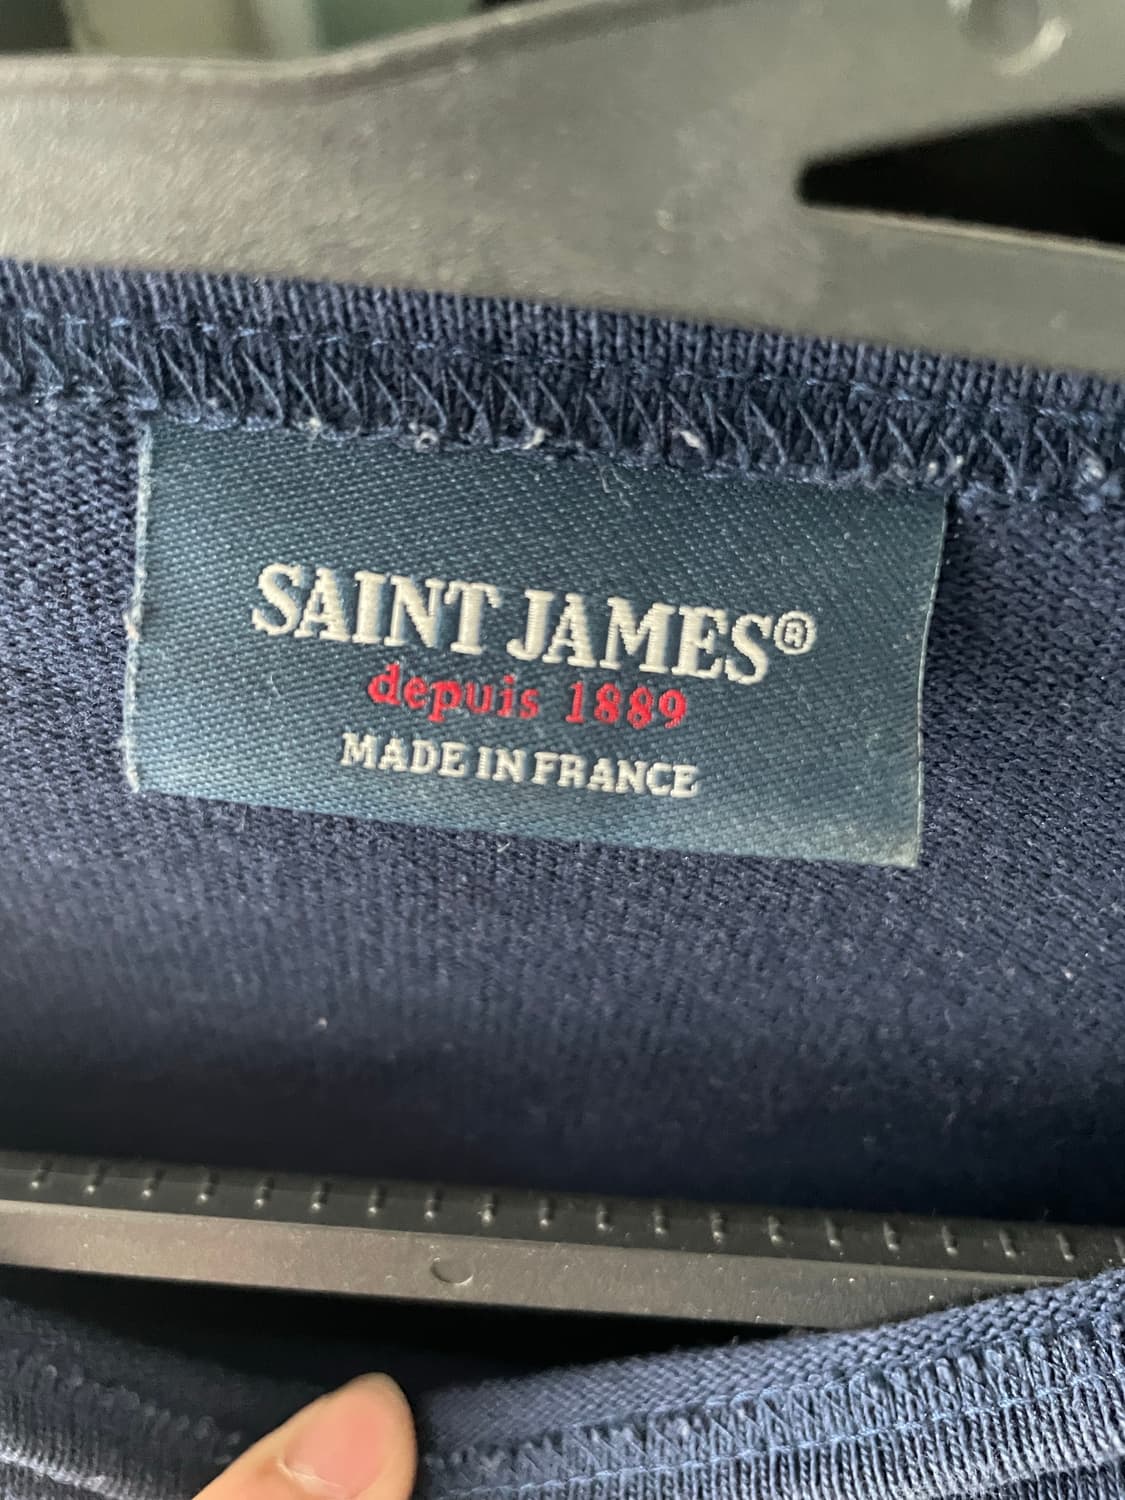 SAINT JAMES®
depuis 1889
MADE IN FRANCE